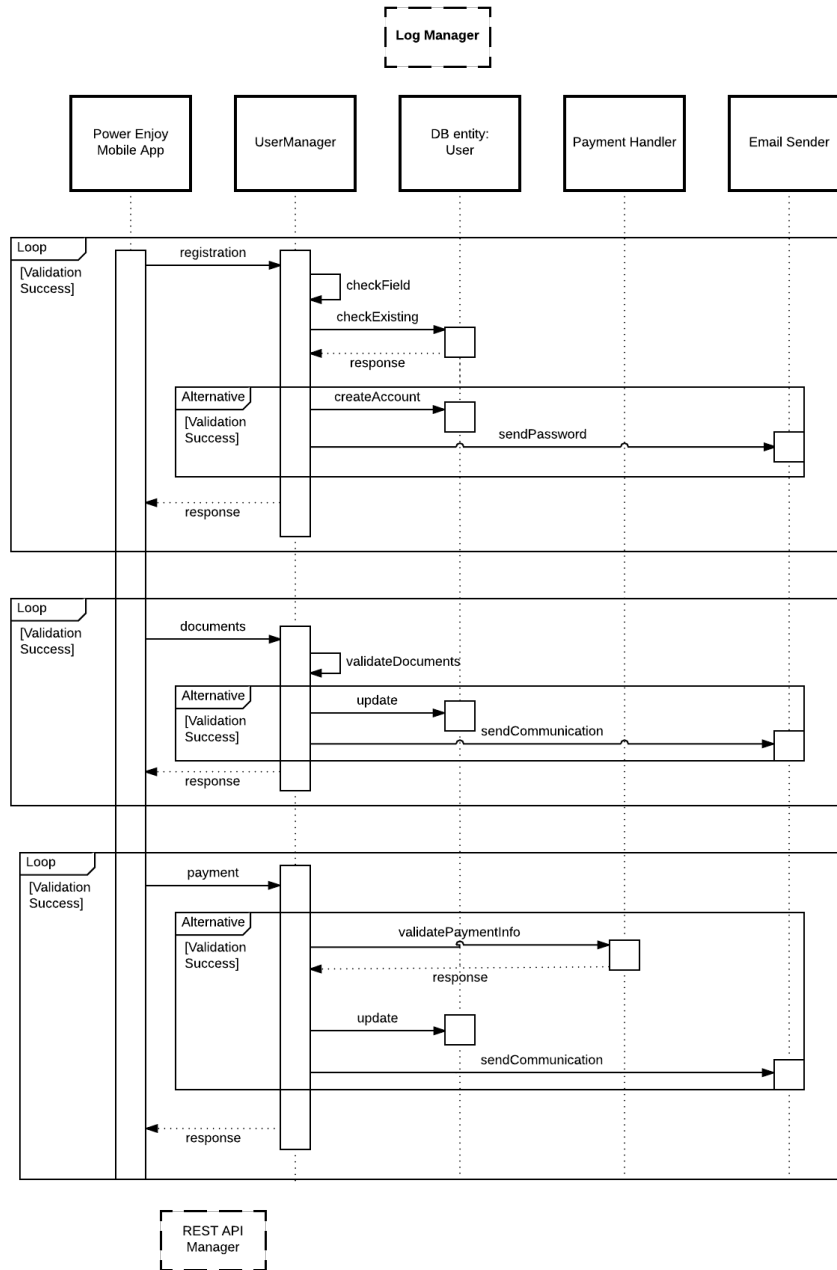 Log Manager
Power Enjoy
Mobile App
UserManager
DB entity:
User
Payment Handler
Email Sender
Loop
[Validation
Success]
registration
checkField
checkExisting
response
Alternative
[Validation
Success]
createAccount
sendPassword
response
Loop
[Validation
Success]
documents
validateDocuments
Alternative
[Validation
Success]
update
sendCommunication
response
Loop
[Validation
Success]
payment
Alternative
[Validation
Success]
validatePaymentInfo
response
update
sendCommunication
response
REST API
Manager